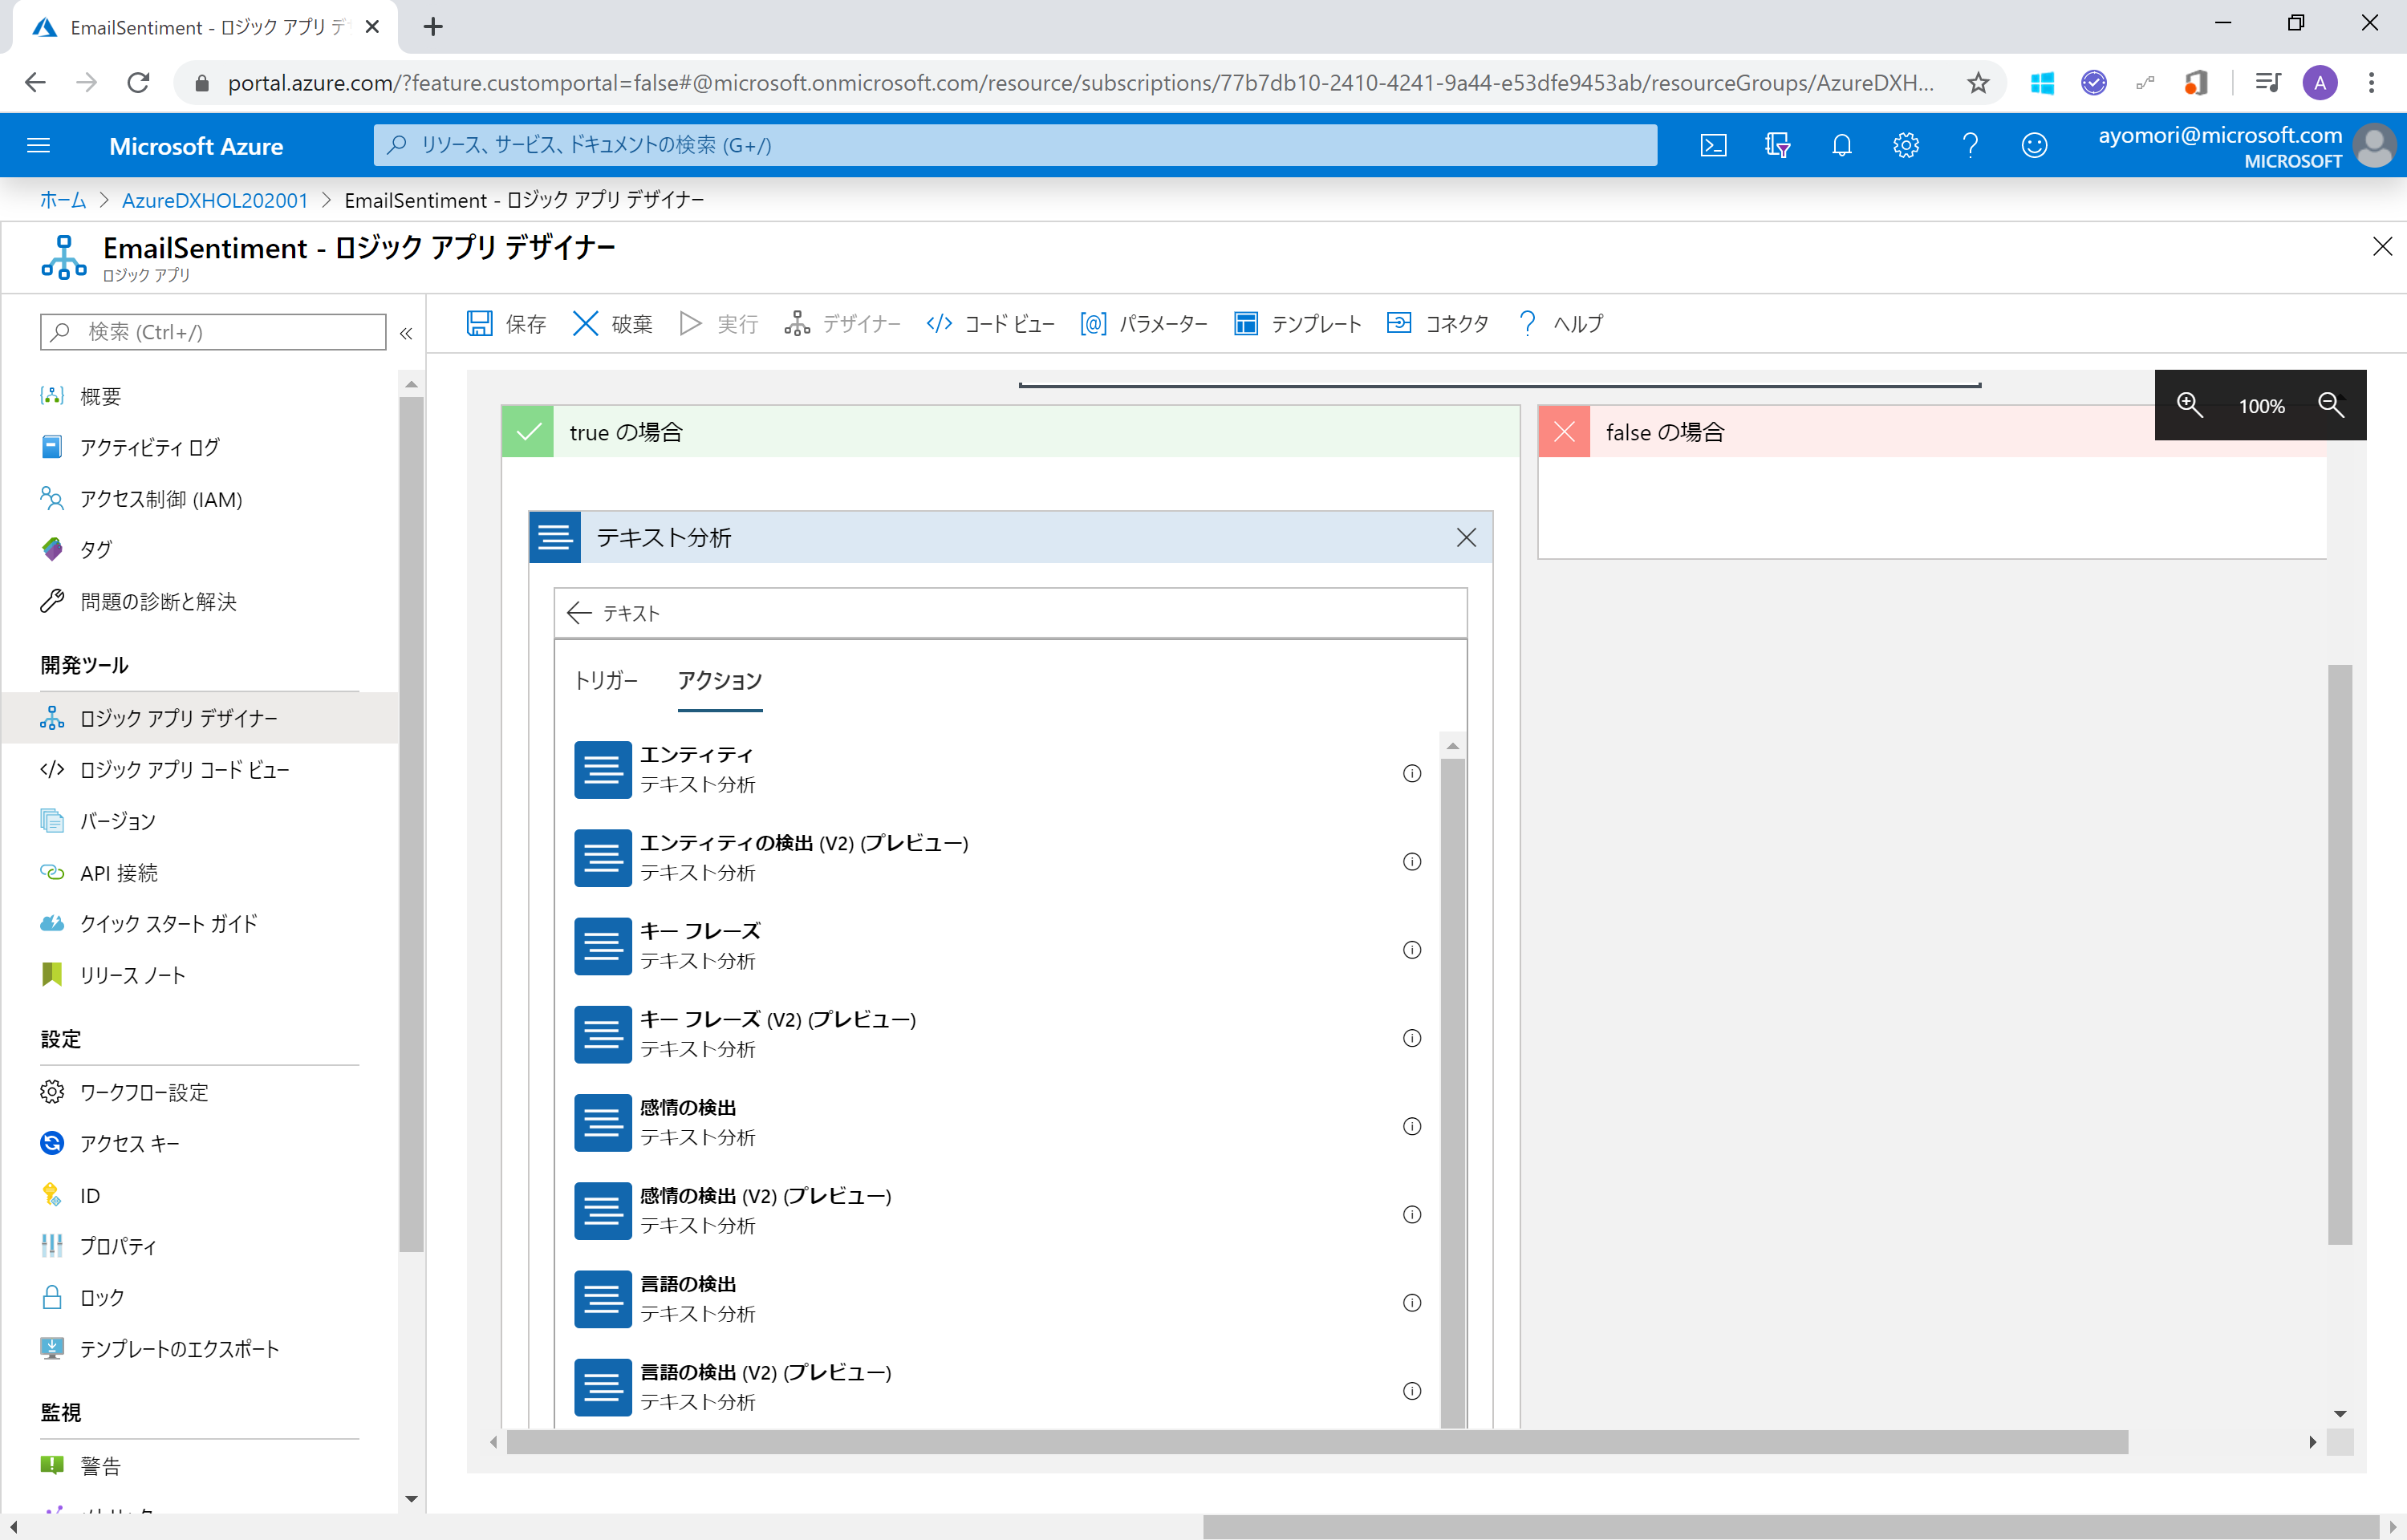 EmailSentiment - ロジック アプリ デ
portal.azure.com/?feature.customportal=false#@microsoft.onmicrosoft.com/resource/subscriptions/77b7db10-2410-4241-9a44-e53dfe9453ab/resourceGroups/AzureDXH...
A
Microsoft Azure
リソース、サービス、ドキュメントの検索 (G+/)
ayomori@microsoft.com
MICROSOFT
ホーム > AzureDXHOL202001 > EmailSentiment - ロジック アプリ デザイナー
EmailSentiment - ロジック アプリ デザイナー
ロジック アプリ
検索 (Ctrl+/)
概要
アクティビティ ログ
アクセス制御 (IAM)
タグ
問題の診断と解決
開発ツール
ロジック アプリ デザイナー
ロジック アプリ コード ビュー
バージョン
API 接続
クイック スタート ガイド
リリース ノート
設定
ワークフロー設定
アクセス キー
ID
プロパティ
ロック
テンプレートのエクスポート
監視
警告
保存
破棄
実行
デザイナー
コード ビュー
パラメーター
テンプレート
コネクタ
ヘルプ
100%
true の場合
false の場合
テキスト分析
テキスト
トリガー
アクション
エンティティ
テキスト分析
エンティティの検出 (V2) (プレビュー)
テキスト分析
キー フレーズ
テキスト分析
キー フレーズ (V2) (プレビュー)
テキスト分析
感情の検出
テキスト分析
感情の検出 (V2) (プレビュー)
テキスト分析
言語の検出
テキスト分析
言語の検出 (V2) (プレビュー)
テキスト分析